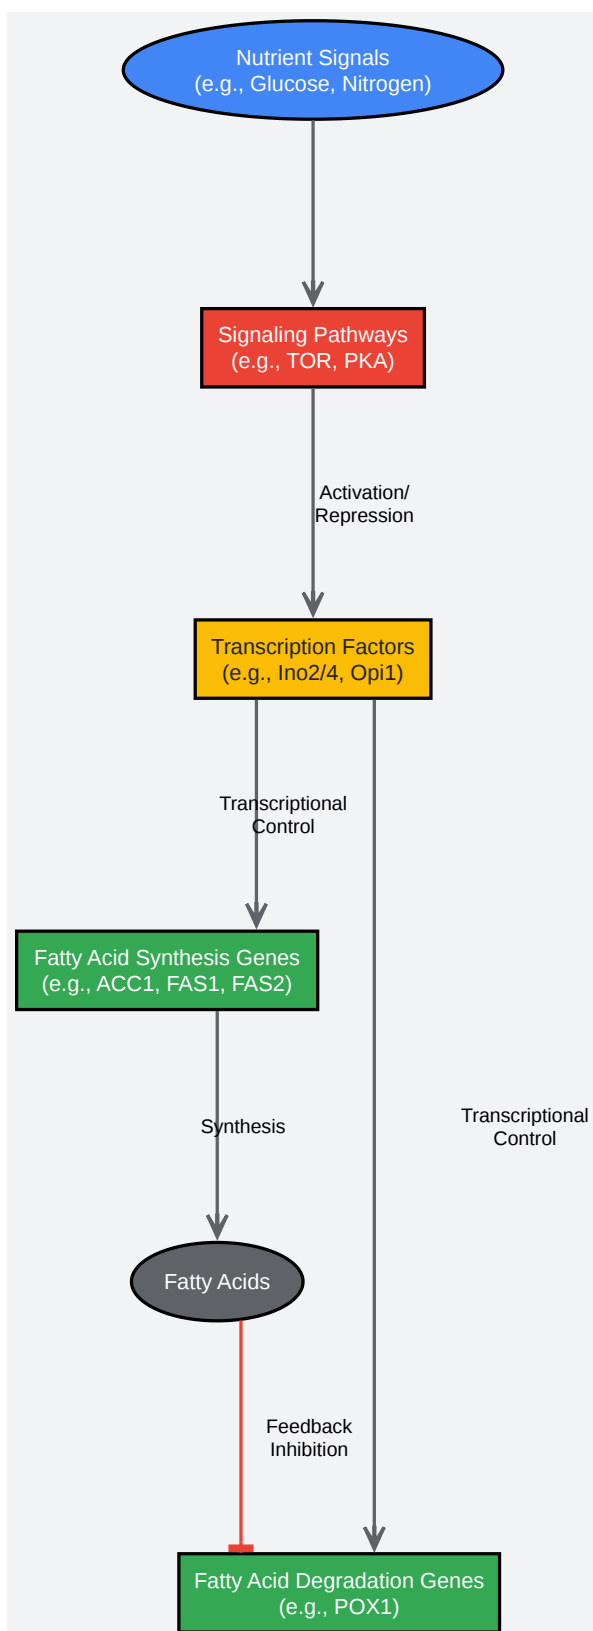 Nutrient Signals
(e.g., Glucose, Nitrogen)
Signaling Pathways
(e.g., TOR, PKA)
Activation/
Repression
Transcription Factors
(e.g., Ino2/4, Opi1)
Transcriptional
Control
Fatty Acid Synthesis Genes
(e.g., ACC1, FAS1, FAS2)
Synthesis
Transcriptional
Control
Fatty Acids
Feedback
Inhibition
Fatty Acid Degradation Genes
(e.g., POX1)